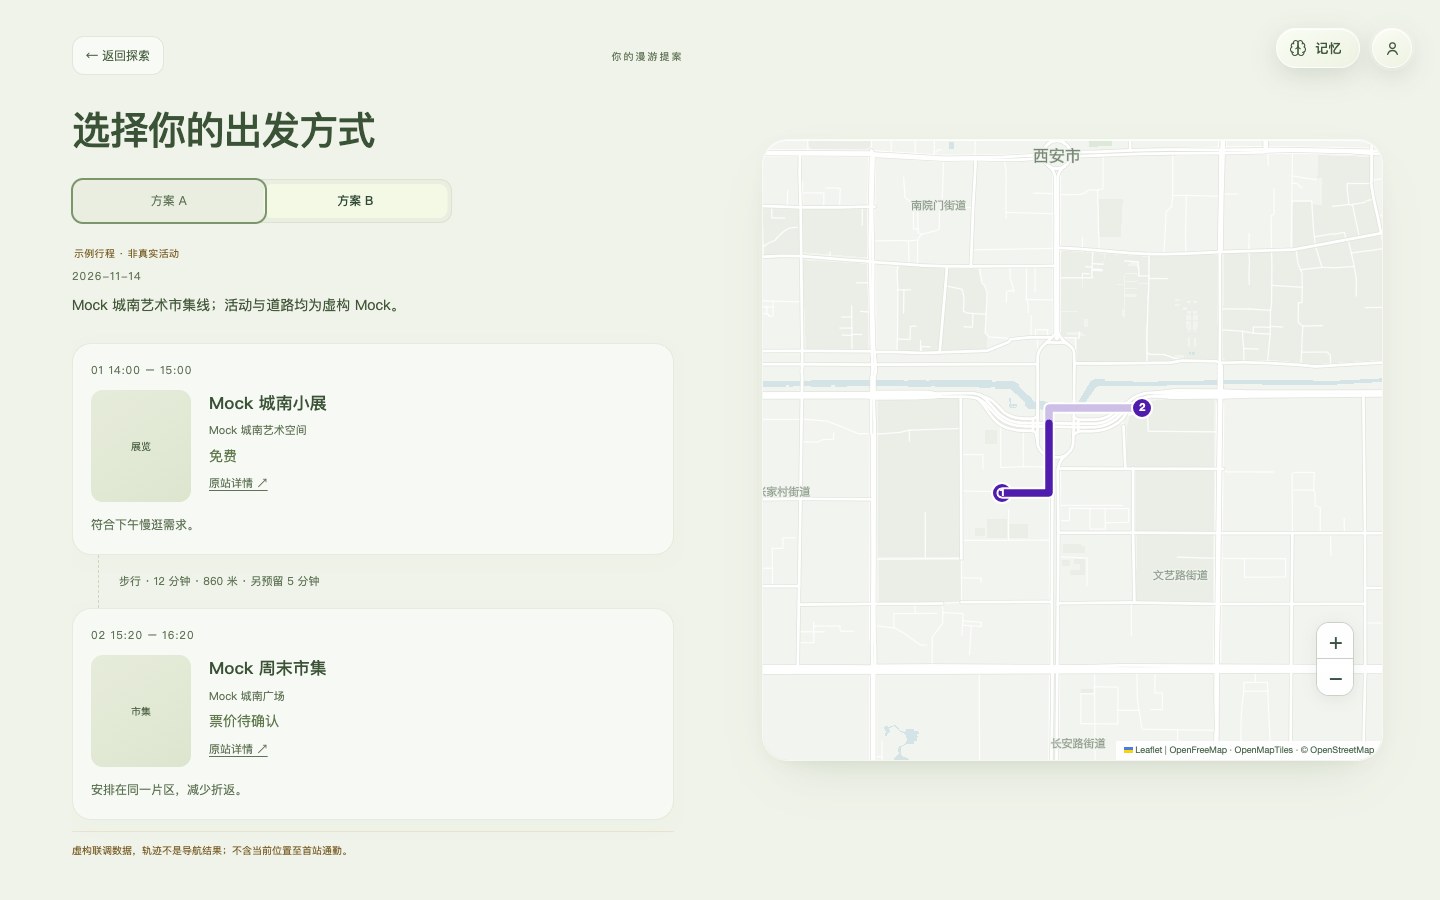 ← 返回探索
你的漫游提案
记忆
选择你的出发方式
方案 A
方案 B
示例行程 · 非真实活动
2026-11-14
Mock 城南艺术市集线；活动与道路均为虚构 Mock。
01 14:00 — 15:00
展览
Mock 城南小展
Mock 城南艺术空间
免费
原站详情 ↗
符合下午慢逛需求。
步行 · 12 分钟 · 860 米 · 另预留 5 分钟
02 15:20 — 16:20
市集
Mock 周末市集
Mock 城南广场
票价待确认
原站详情 ↗
安排在同一片区，减少折返。
虚构联调数据，轨迹不是导航结果；不含当前位置至首站通勤。
西安市
南院门街道
2
家村街道
文艺路街道
长安路街道
+
−
Leaflet | OpenFreeMap · OpenMapTiles · © OpenStreetMap